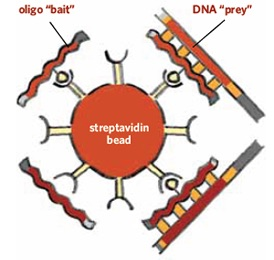 oligo “bait”
DNA “prey”
streptavidin
bead